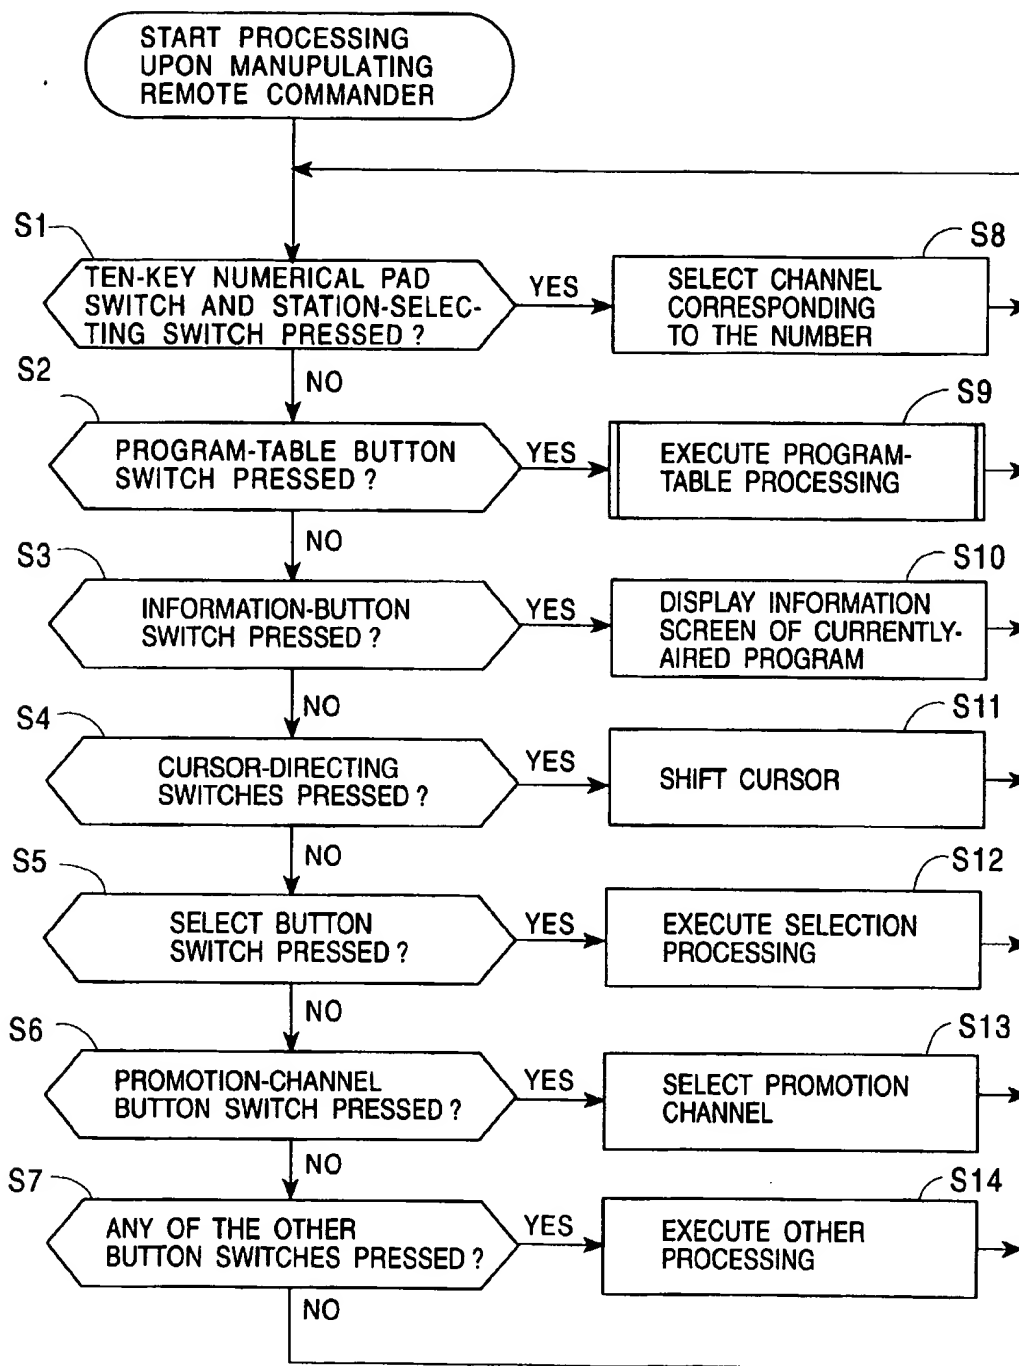 START PROCESSING
UPON MANUPULATING
REMOTE COMMANDER
S1
TEN-KEY NUMERICAL PAD
SWITCH AND STATION-SELEC-
TING SWITCH PRESSED ?
YES
S8
SELECT CHANNEL
CORRESPONDING
TO THE NUMBER
NO
S2
PROGRAM-TABLE BUTTON
SWITCH PRESSED ?
YES
S9
EXECUTE PROGRAM-
TABLE PROCESSING
NO
S3
INFORMATION-BUTTON
SWITCH PRESSED ?
YES
S10
DISPLAY INFORMATION
SCREEN OF CURRENTLY-
AIRED PROGRAM
NO
S4
CURSOR-DIRECTING
SWITCHES PRESSED ?
YES
S11
SHIFT CURSOR
NO
S5
SELECT BUTTON
SWITCH PRESSED ?
YES
S12
EXECUTE SELECTION
PROCESSING
NO
S6
PROMOTION-CHANNEL
BUTTON SWITCH PRESSED ?
YES
S13
SELECT PROMOTION
CHANNEL
NO
S7
ANY OF THE OTHER
BUTTON SWITCHES PRESSED ?
YES
S14
EXECUTE OTHER
PROCESSING
NO